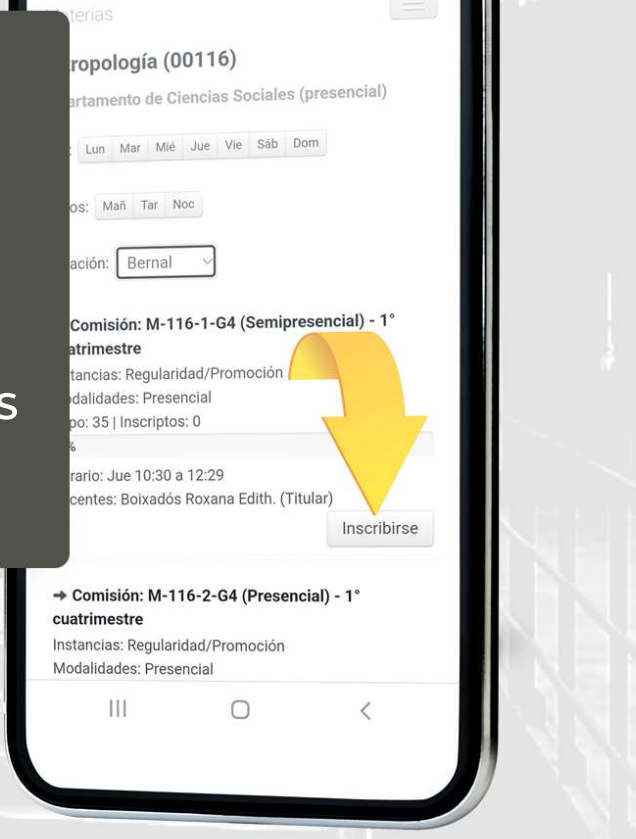 terias
ropología (00116)
artamento de Ciencias Sociales (presencial)
Lun Mar Mié Jue Vie Sáb Dom
os: Mañ Tar Noc
ación: Bernal
Comisión: M-116-1-G4 (Semipresencial) - 1°
atrimestre
tancias: Regularidad/Promoción
dalidades: Presencial
po: 35 | Inscriptos: 0
s
%
rario: Jue 10:30 a 12:29
centes: Boixadós Roxana Edith. (Titular)
Inscribirse
➔ Comisión: M-116-2-G4 (Presencial) - 1°
cuatrimestre
Instancias: Regularidad/Promoción
Modalidades: Presencial